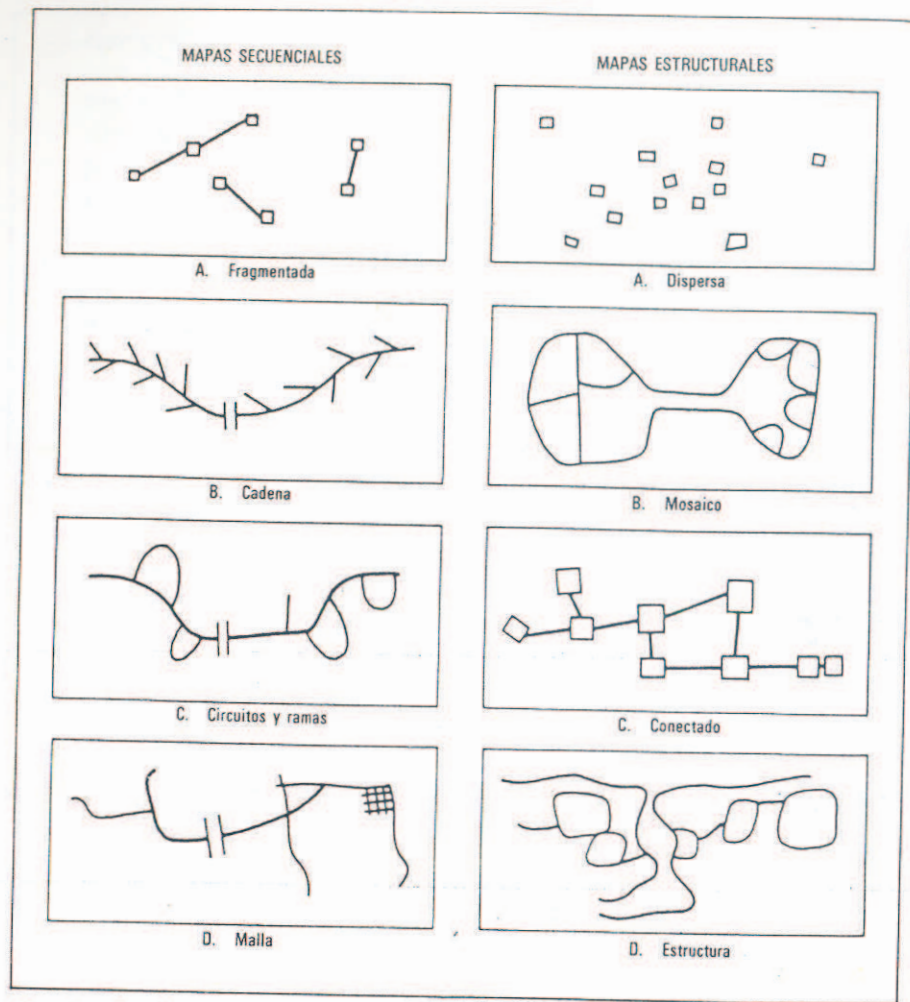 MAPAS SECUENCIALES
A. Fragmentada
B. Cadena
C. Circuitos y ramas
D. Malla
MAPAS ESTRUCTURALES
A. Dispersa
B. Mosaico
C. Conectado
D. Estructura